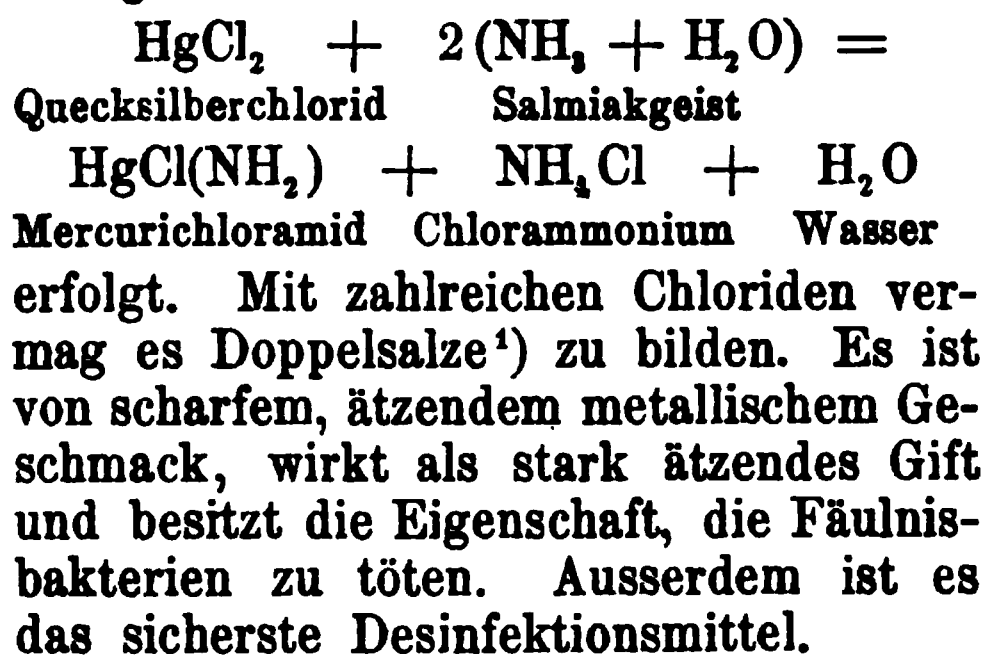 HgCl₂ + 2(NH₃ + H₂O) =
Quecksilberchlorid Salmiakgeist
HgCl(NH₂) + NH₄Cl + H₂O
Mercurichloramid Chlorammonium Wasser
erfolgt. Mit zahlreichen Chloriden ver-
mag es Doppelsalze¹) zu bilden. Es ist
von scharfem, ätzendem metallischem Ge-
schmack, wirkt als stark ätzendes Gift
und besitzt die Eigenschaft, die Fäulnis-
bakterien zu töten. Ausserdem ist es
das sicherste Desinfektionsmittel.